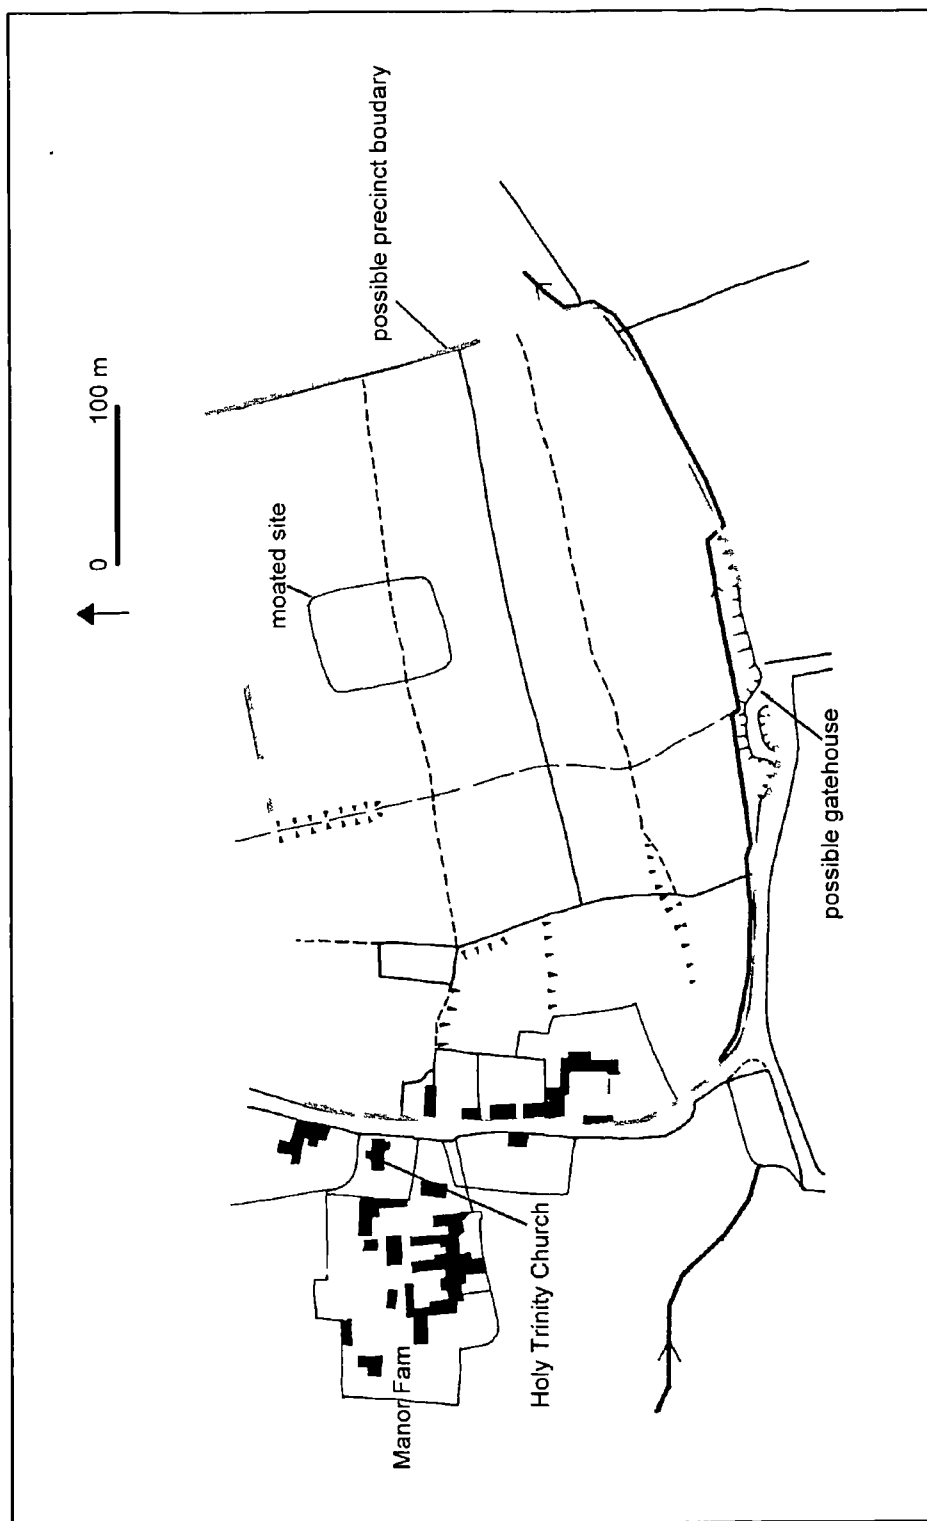 0 100 m
possible precinct boudary
moated site
possible gatehouse
Holy Trinity Church
Manor Fam